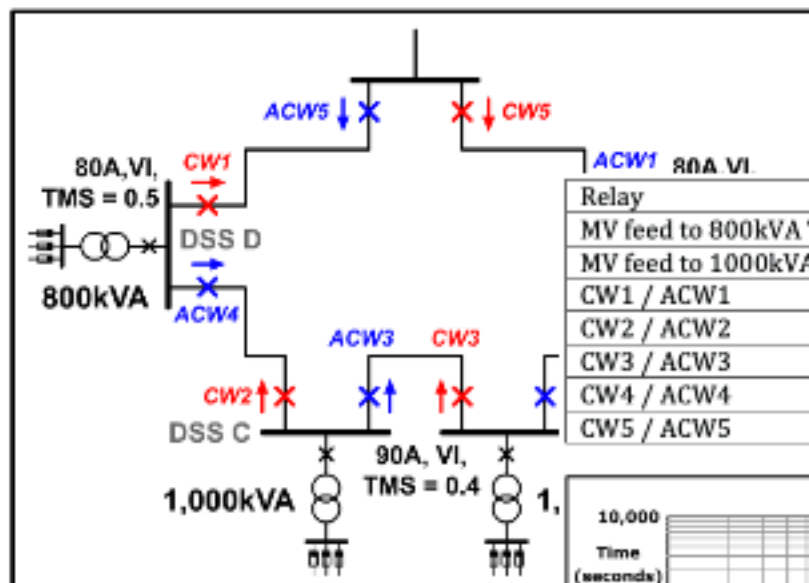 ACW5
CW5
80A,VI,
TMS = 0.5
CW1
ACW1
80A,VI,
DSS D
800kVA
ACW4
Relay
MV feed to 800kVA
MV feed to 1000kVA
CW1 / ACW1
CW2 / ACW2
CW3 / ACW3
CW4 / ACW4
CW5 / ACW5
ACW3
CW3
CW2
DSS C
90A, VI,
TMS = 0.4
1,000kVA
1,
10,000
Time
(seconds)